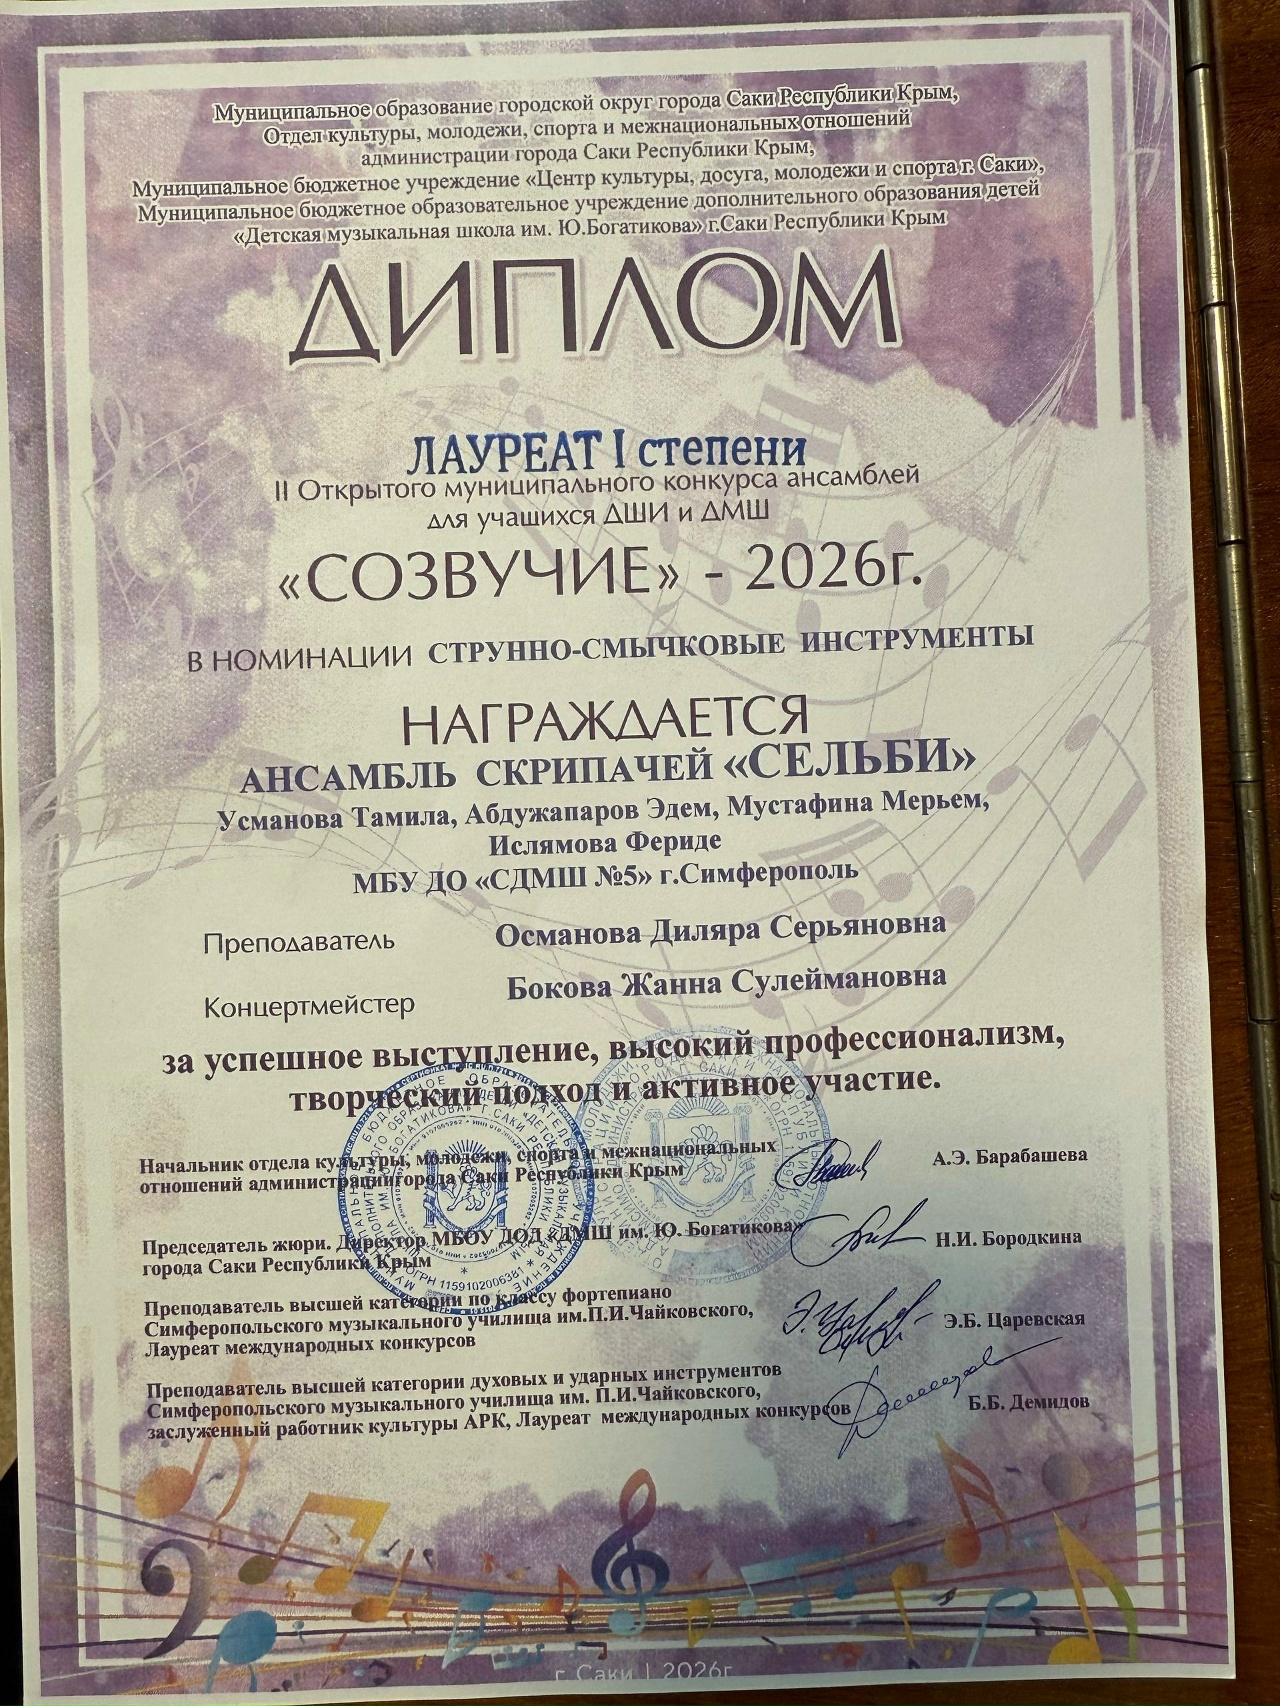 Муниципальное образование городской округ города Саки Республики Крым,
Отдел культуры, молодежи, спорта и межнациональных отношений
администрации города Саки Республики Крым,
Муниципальное бюджетное учреждение «Центр культуры, досуга, молодежи и спорта г. Саки»,
Муниципальное бюджетное образовательное учреждение дополнительного образования детей
«Детская музыкальная школа им. Ю.Богатикова» г.Саки Республики Крым
ДИПЛОМ
ЛАУРЕАТ I степени
II Открытого муниципального конкурса ансамблей
для учашихся ДШИ и ДМШ
«СОЗВУЧИЕ» - 2026г.
В НОМИНАЦИИ СТРУННО-СМЫЧКОВЫЕ ИНСТРУМЕНТЫ
НАГРАЖДАЕТСЯ
АНСАМБЛЬ СКРИПАЧЕЙ «СЕЛЬБИ»
Усманова Тамила, Абдужапаров Эдем, Мустафина Мерьем,
Ислямова Фериде
МБУ ДО «СДМШ №5» г.Симферополь
Преподаватель Османова Диляра Серьяновна
Концертмейстер Бокова Жанна Сулеймановна
за успешное выступление, высокий профессионализм,
творческий подход и активное участие.
Начальник отдела культуры, молодежи, спорта и межнациональных
отношений администрации города Саки Республики Крым А.Э. Барабашева
Председатель жюри. Директор МБОУ ДОД «ДМШ им. Ю. Богатикова»
города Саки Республики Крым Н.И. Бородкина
Преподаватель высшей категории по классу фортепиано
Симферопольского музыкального училища им.П.И.Чайковского,
Лауреат международных конкурсов Э.Б. Царевская
Преподаватель высшей категории духовых и ударных инструментов
Симферопольского музыкального училища им. П.И.Чайковского,
заслуженный работник культуры АРК, Лауреат международных конкурсов Б.Б. Демидов
ОГРН 1159102006381
г. Саки | 2026г